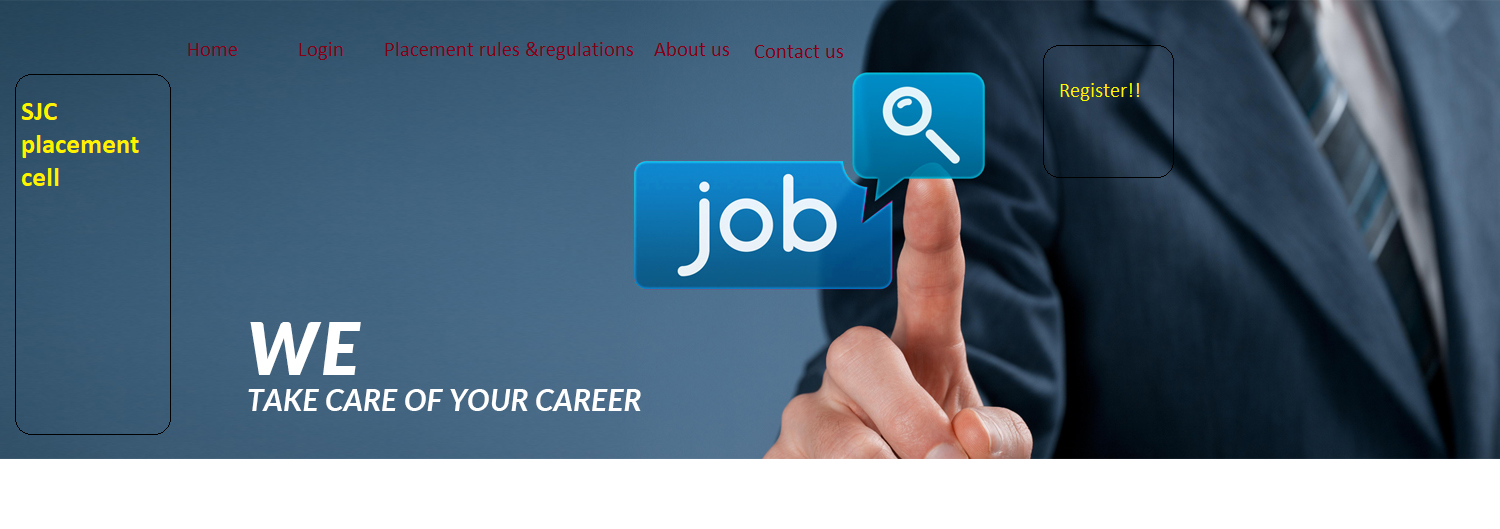 Home Login Placement rules &regulations About us Contact us
SJC
placement
cell
Register!!
job
WE
TAKE CARE OF YOUR CAREER